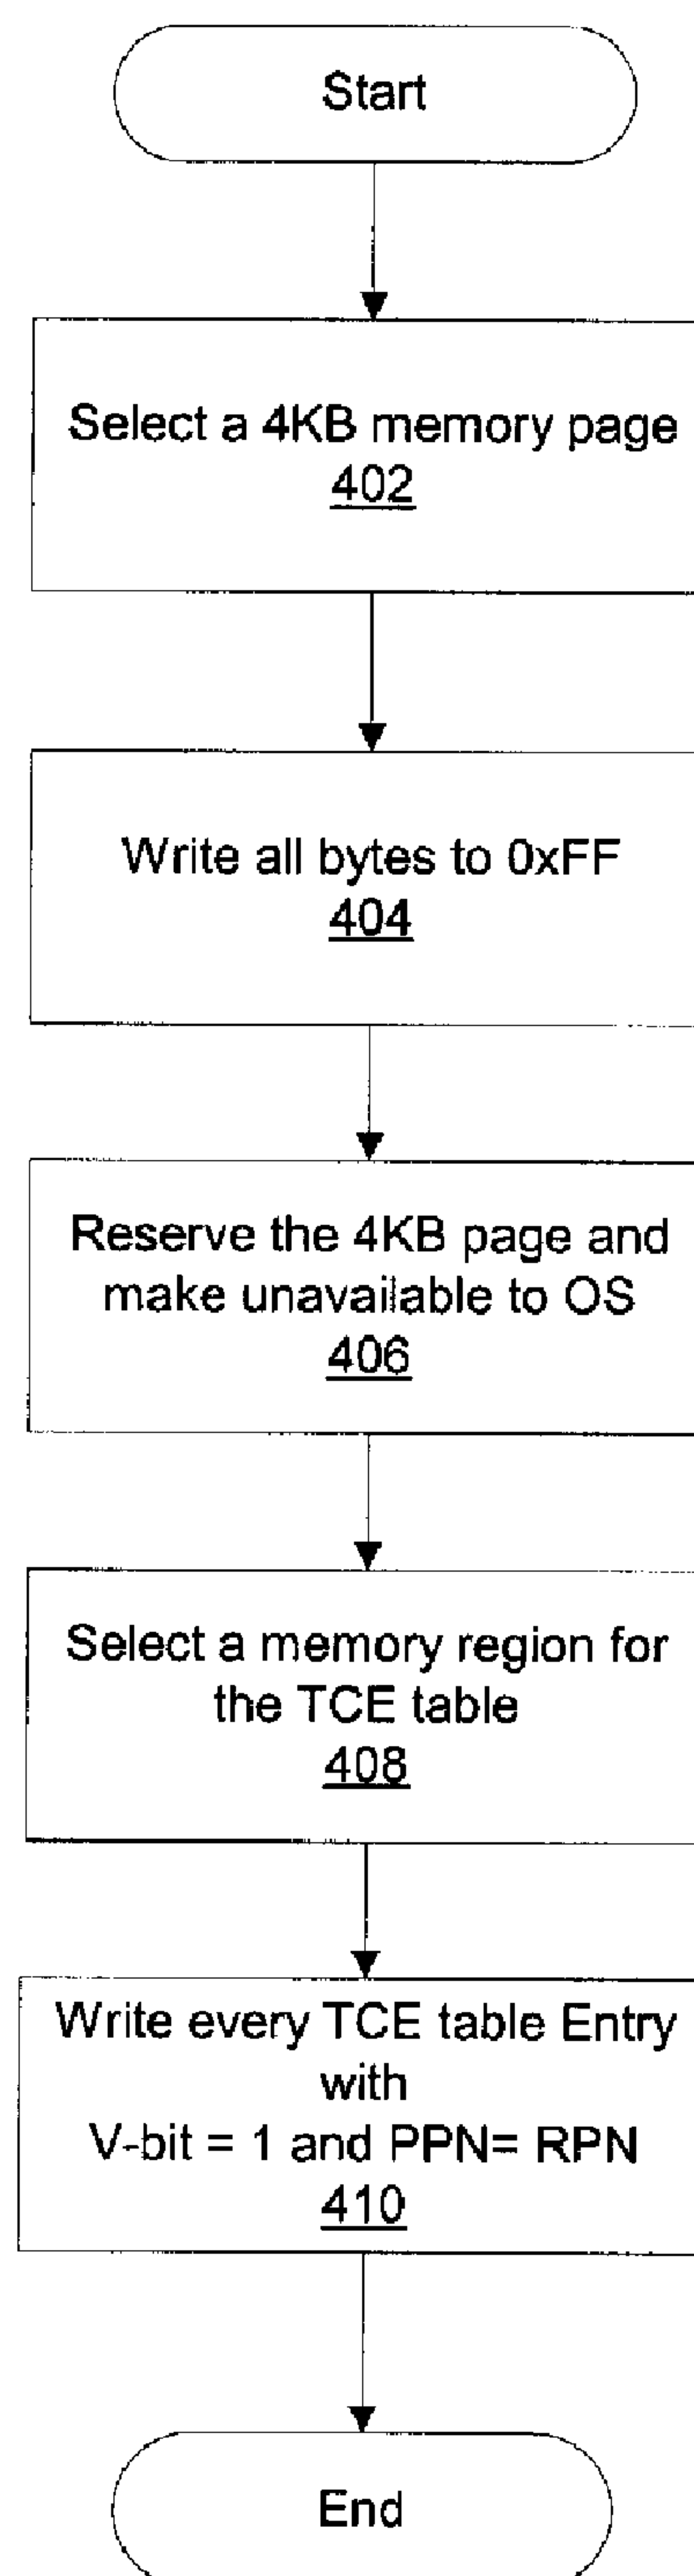 Start
Select a 4KB memory page
402
Write all bytes to 0xFF
404
Reserve the 4KB page and
make unavailable to OS
406
Select a memory region for
the TCE table
408
Write every TCE table Entry
with
V-bit = 1 and PPN= RPN
410
End